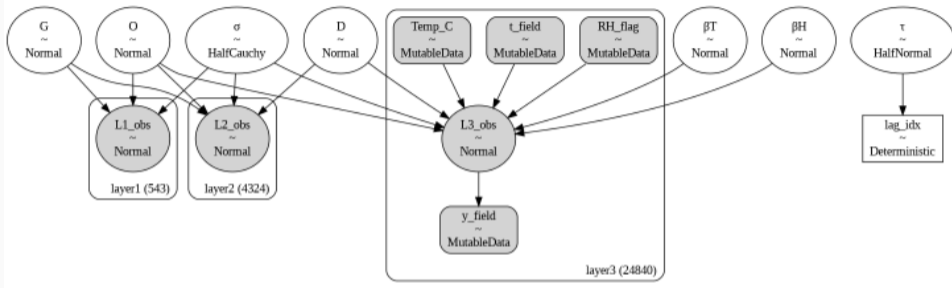 G
~
Normal
O
~
Normal
σ
~
HalfCauchy
D
~
Normal
Temp_C
~
MutableData
t_field
~
MutableData
RH_flag
~
MutableData
βT
~
Normal
βH
~
Normal
τ
~
HalfNormal
L1_obs
~
Normal
layer1 (543)
L2_obs
~
Normal
layer2 (4324)
L3_obs
~
Normal
lag_idx
~
Deterministic
y_field
~
MutableData
layer3 (24840)